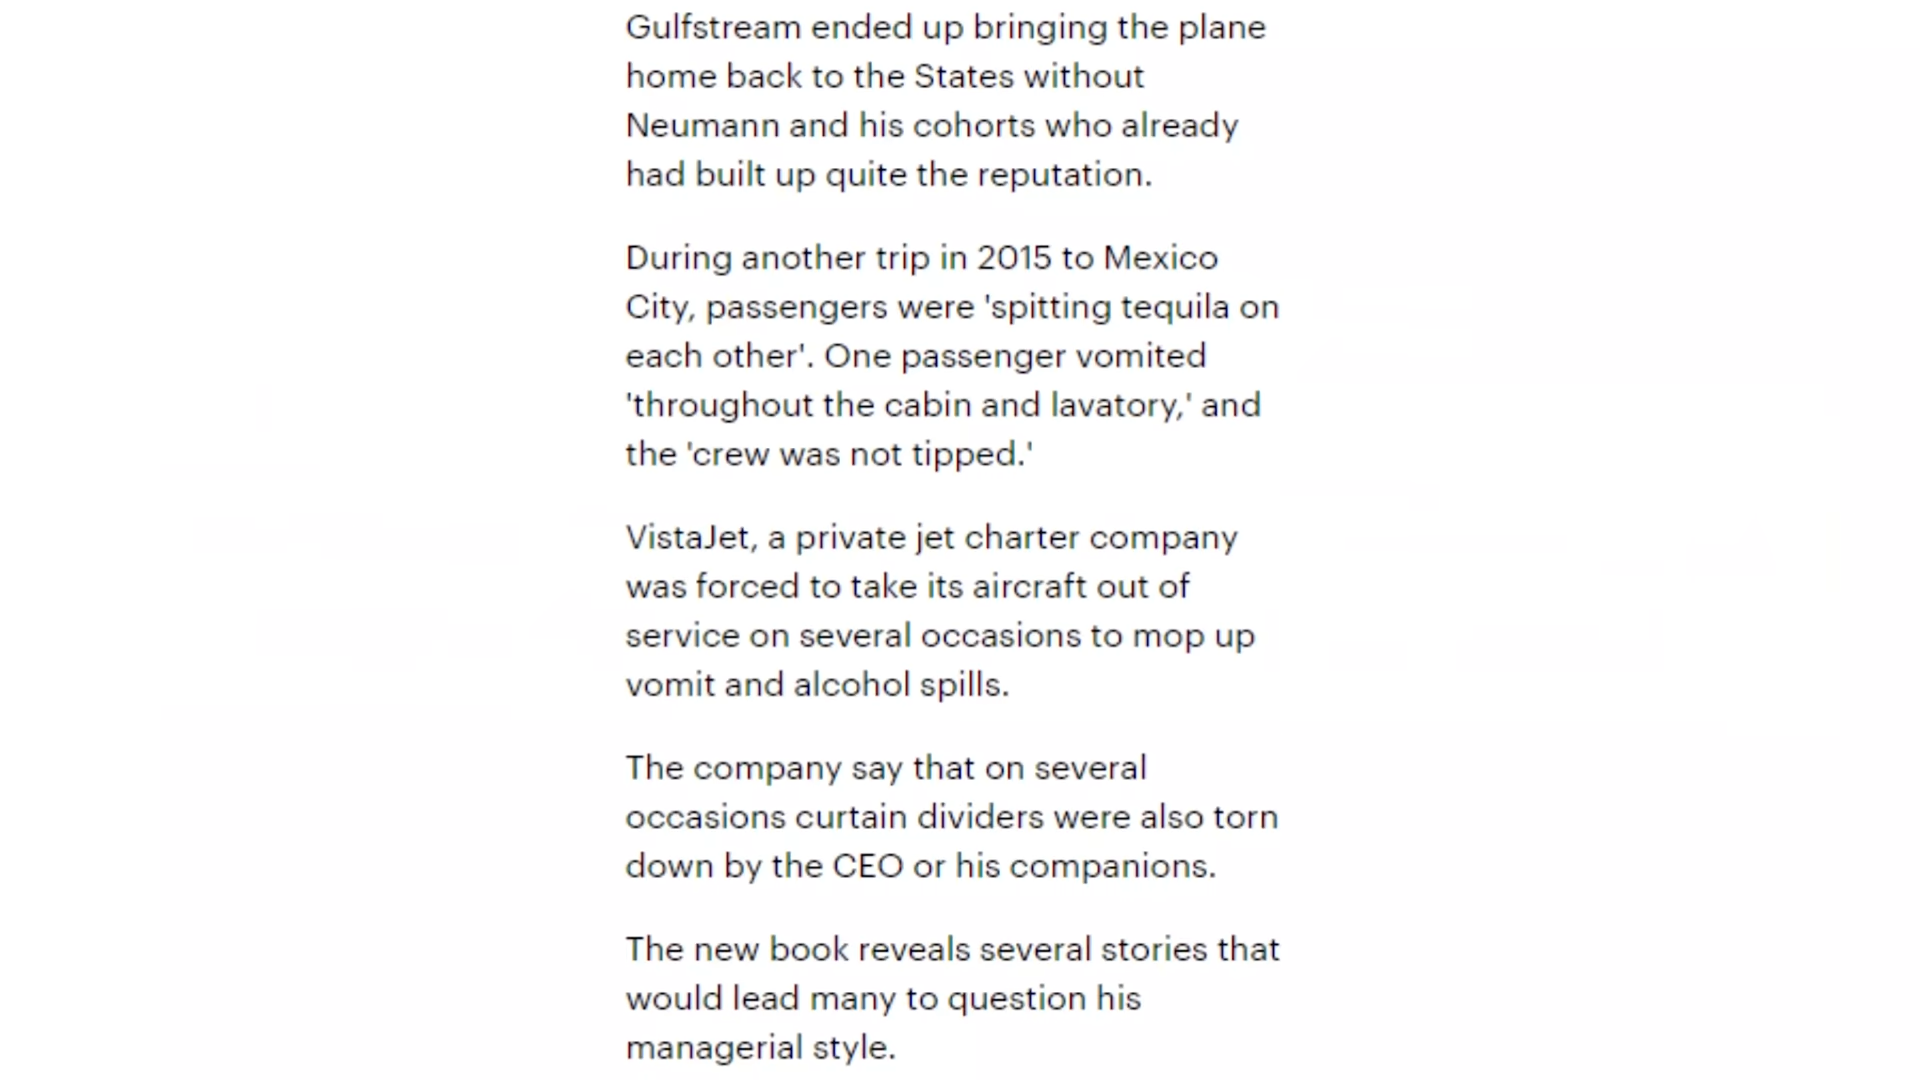 Gulfstream ended up bringing the plane
home back to the States without
Neumann and his cohorts who already
had built up quite the reputation.
During another trip in 2015 to Mexico
City, passengers were 'spitting tequila on
each other'. One passenger vomited
'throughout the cabin and lavatory,' and
the 'crew was not tipped.'
VistaJet, a private jet charter company
was forced to take its aircraft out of
service on several occasions to mop up
vomit and alcohol spills.
The company say that on several
occasions curtain dividers were also torn
down by the CEO or his companions.
The new book reveals several stories that
would lead many to question his
managerial style.